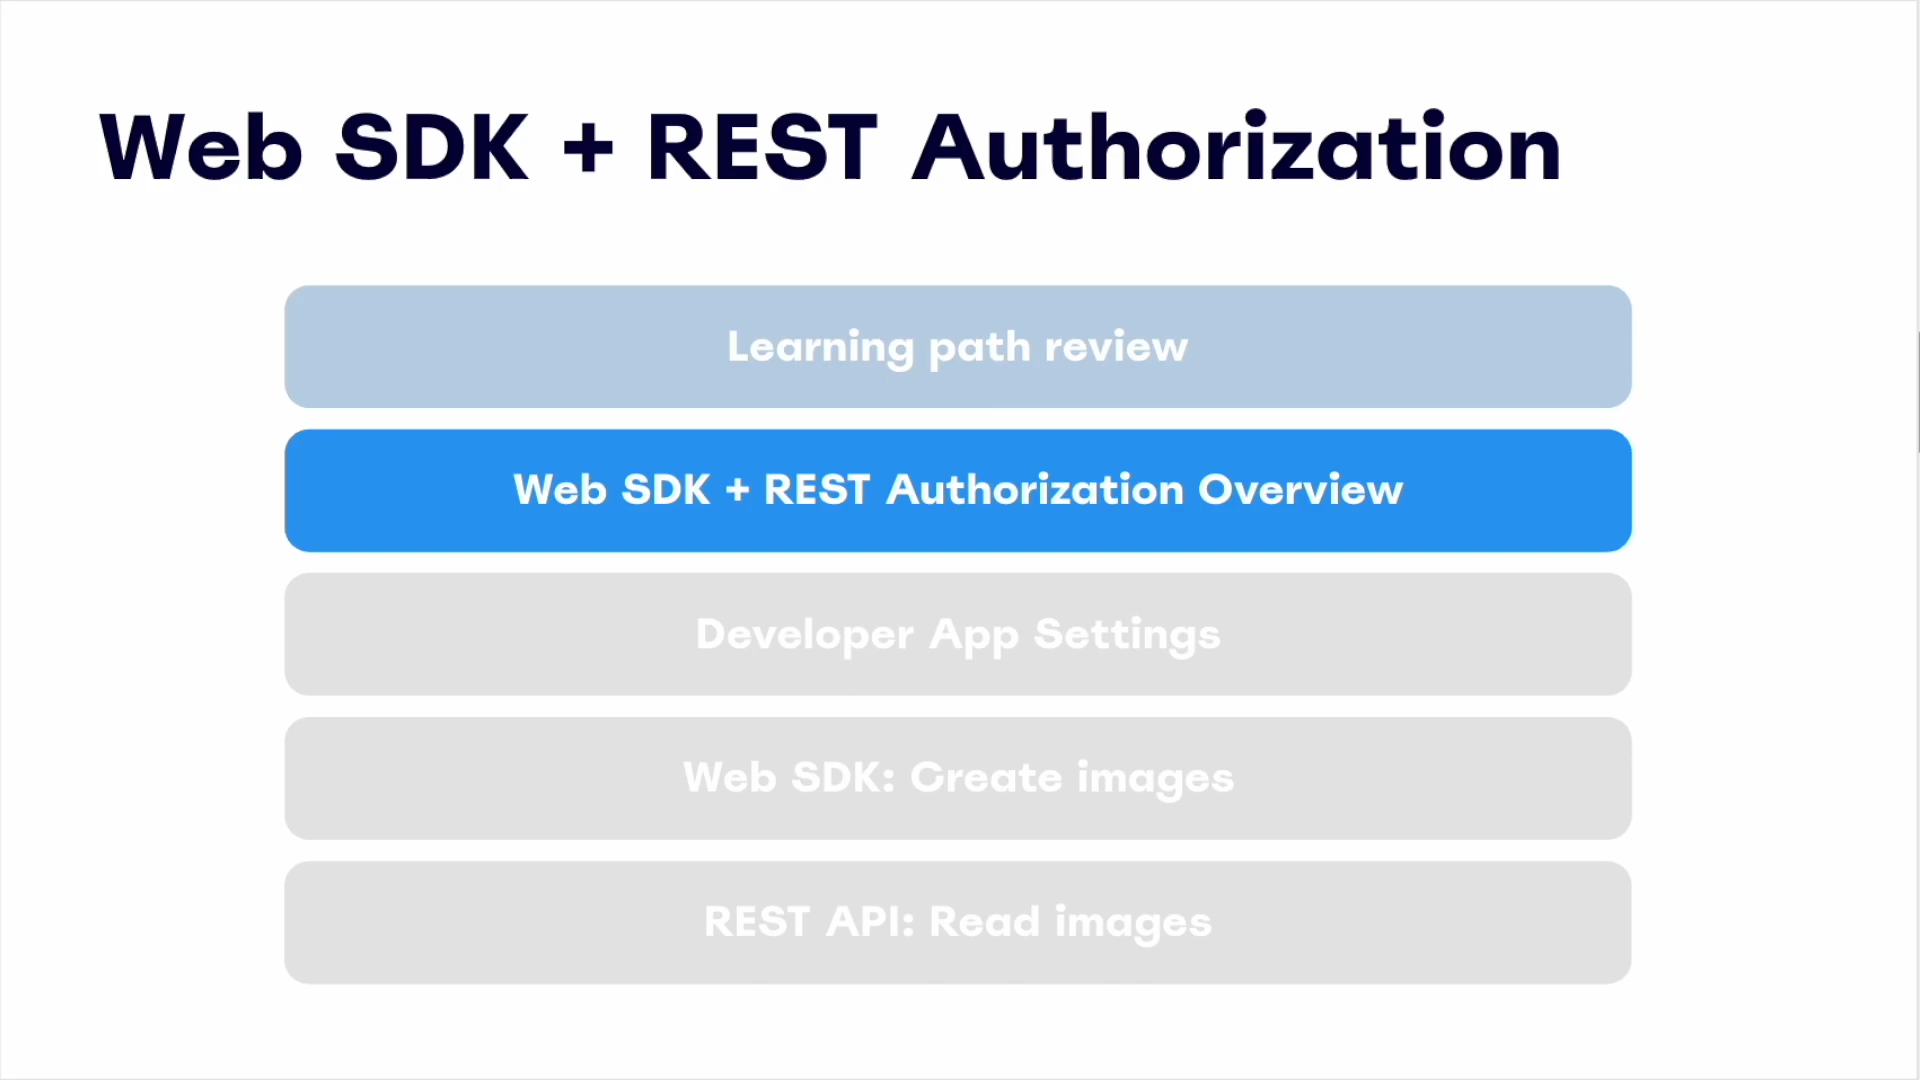 Web SDK + REST Authorization
Learning path review
Web SDK + REST Authorization Overview
Developer App Settings
Web SDK: Create images
REST API: Read images